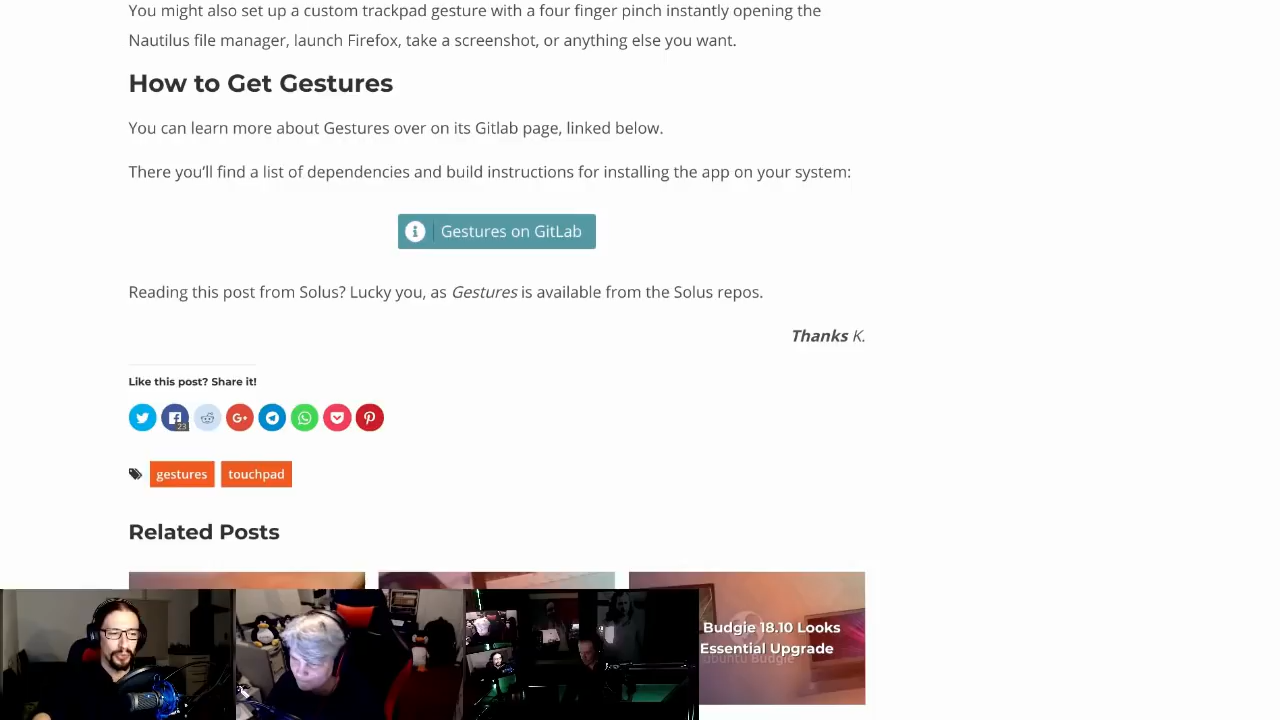 You might also set up a custom trackpad gesture with a four finger pinch instantly opening the
Nautilus file manager, launch Firefox, take a screenshot, or anything else you want.
How to Get Gestures
You can learn more about Gestures over on its Gitlab page, linked below.
There you’ll find a list of dependencies and build instructions for installing the app on your system:
Gestures on GitLab
Reading this post from Solus? Lucky you, as Gestures is available from the Solus repos.
Thanks K.
Like this post? Share it!
G+
23
gestures
touchpad
Related Posts
Budgie 18.10 Looks
Essential Upgrade
ubuntu Budgie